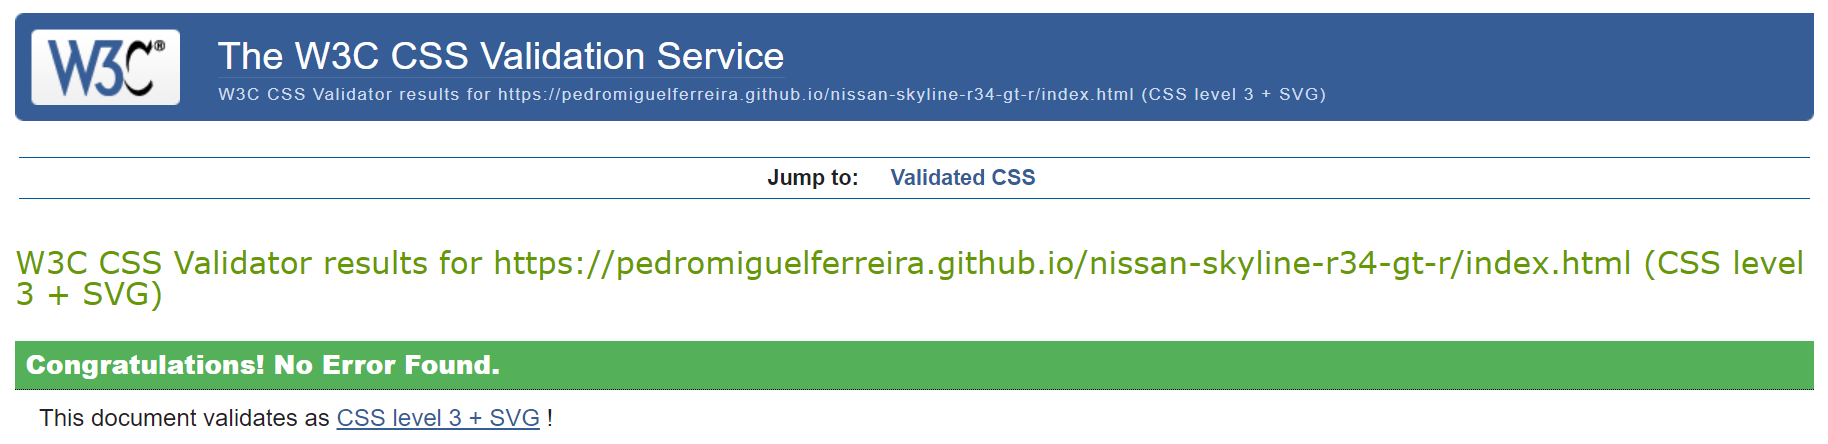 W3C®
The W3C CSS Validation Service
W3C CSS Validator results for https://pedromiguelferreira.github.io/nissan-skyline-r34-gt-r/index.html (CSS level 3 + SVG)
Jump to: Validated CSS
W3C CSS Validator results for https://pedromiguelferreira.github.io/nissan-skyline-r34-gt-r/index.html (CSS level
3 + SVG)
Congratulations! No Error Found.
This document validates as CSS level 3 + SVG !